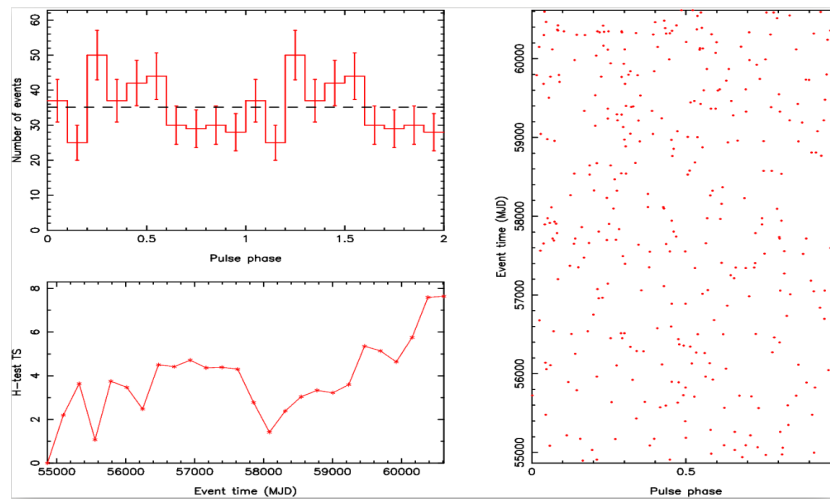 Number of events
0 10 20 30 40 50 60
0 0.5 1 1.5 2
Pulse phase
H-test TS
0 2 4 6 8
55000 56000 57000 58000 59000 60000
Event time (MJD)
Event time (MJD)
55000 56000 57000 58000 59000 60000
0 0.5
Pulse phase